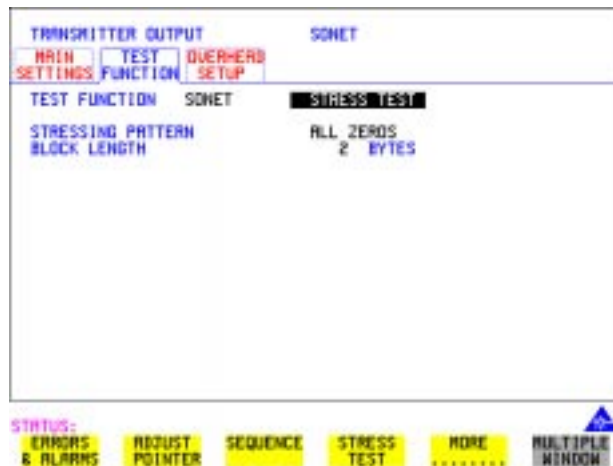 TRANSMITTER OUTPUT SONET
MAIN SETTINGS TEST FUNCTION OVERHEAD SETUP
TEST FUNCTION SONET STRESS TEST
STRESSING PATTERN ALL ZEROS
BLOCK LENGTH 2 BYTES
STATUS:
ERRORS & ALARMS ADJUST POINTER SEQUENCE STRESS TEST MORE ........ MULTIPLE WINDOW